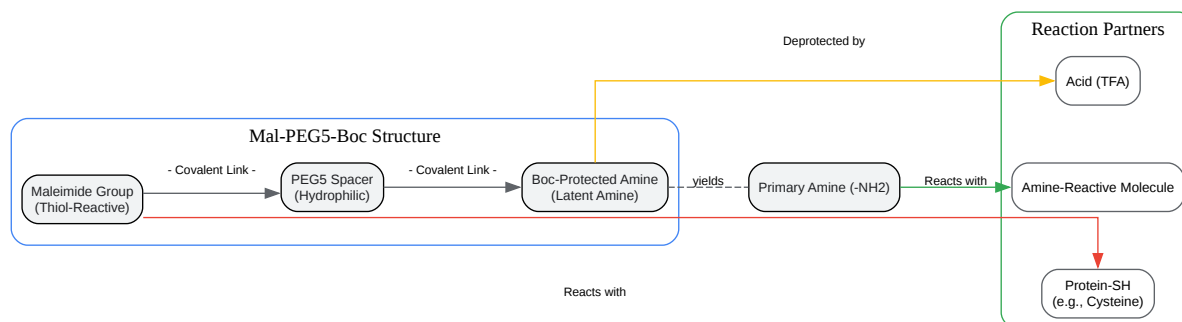 Reaction Partners
Deprotected by
Acid (TFA)
Mal-PEG5-Boc Structure
- Covalent Link -
- Covalent Link -
Maleimide Group
(Thiol-Reactive)
PEG5 Spacer
(Hydrophilic)
Boc-Protected Amine
(Latent Amine)
yields
Primary Amine (-NH2)
Reacts with
Amine-Reactive Molecule
Reacts with
Protein-SH
(e.g., Cysteine)